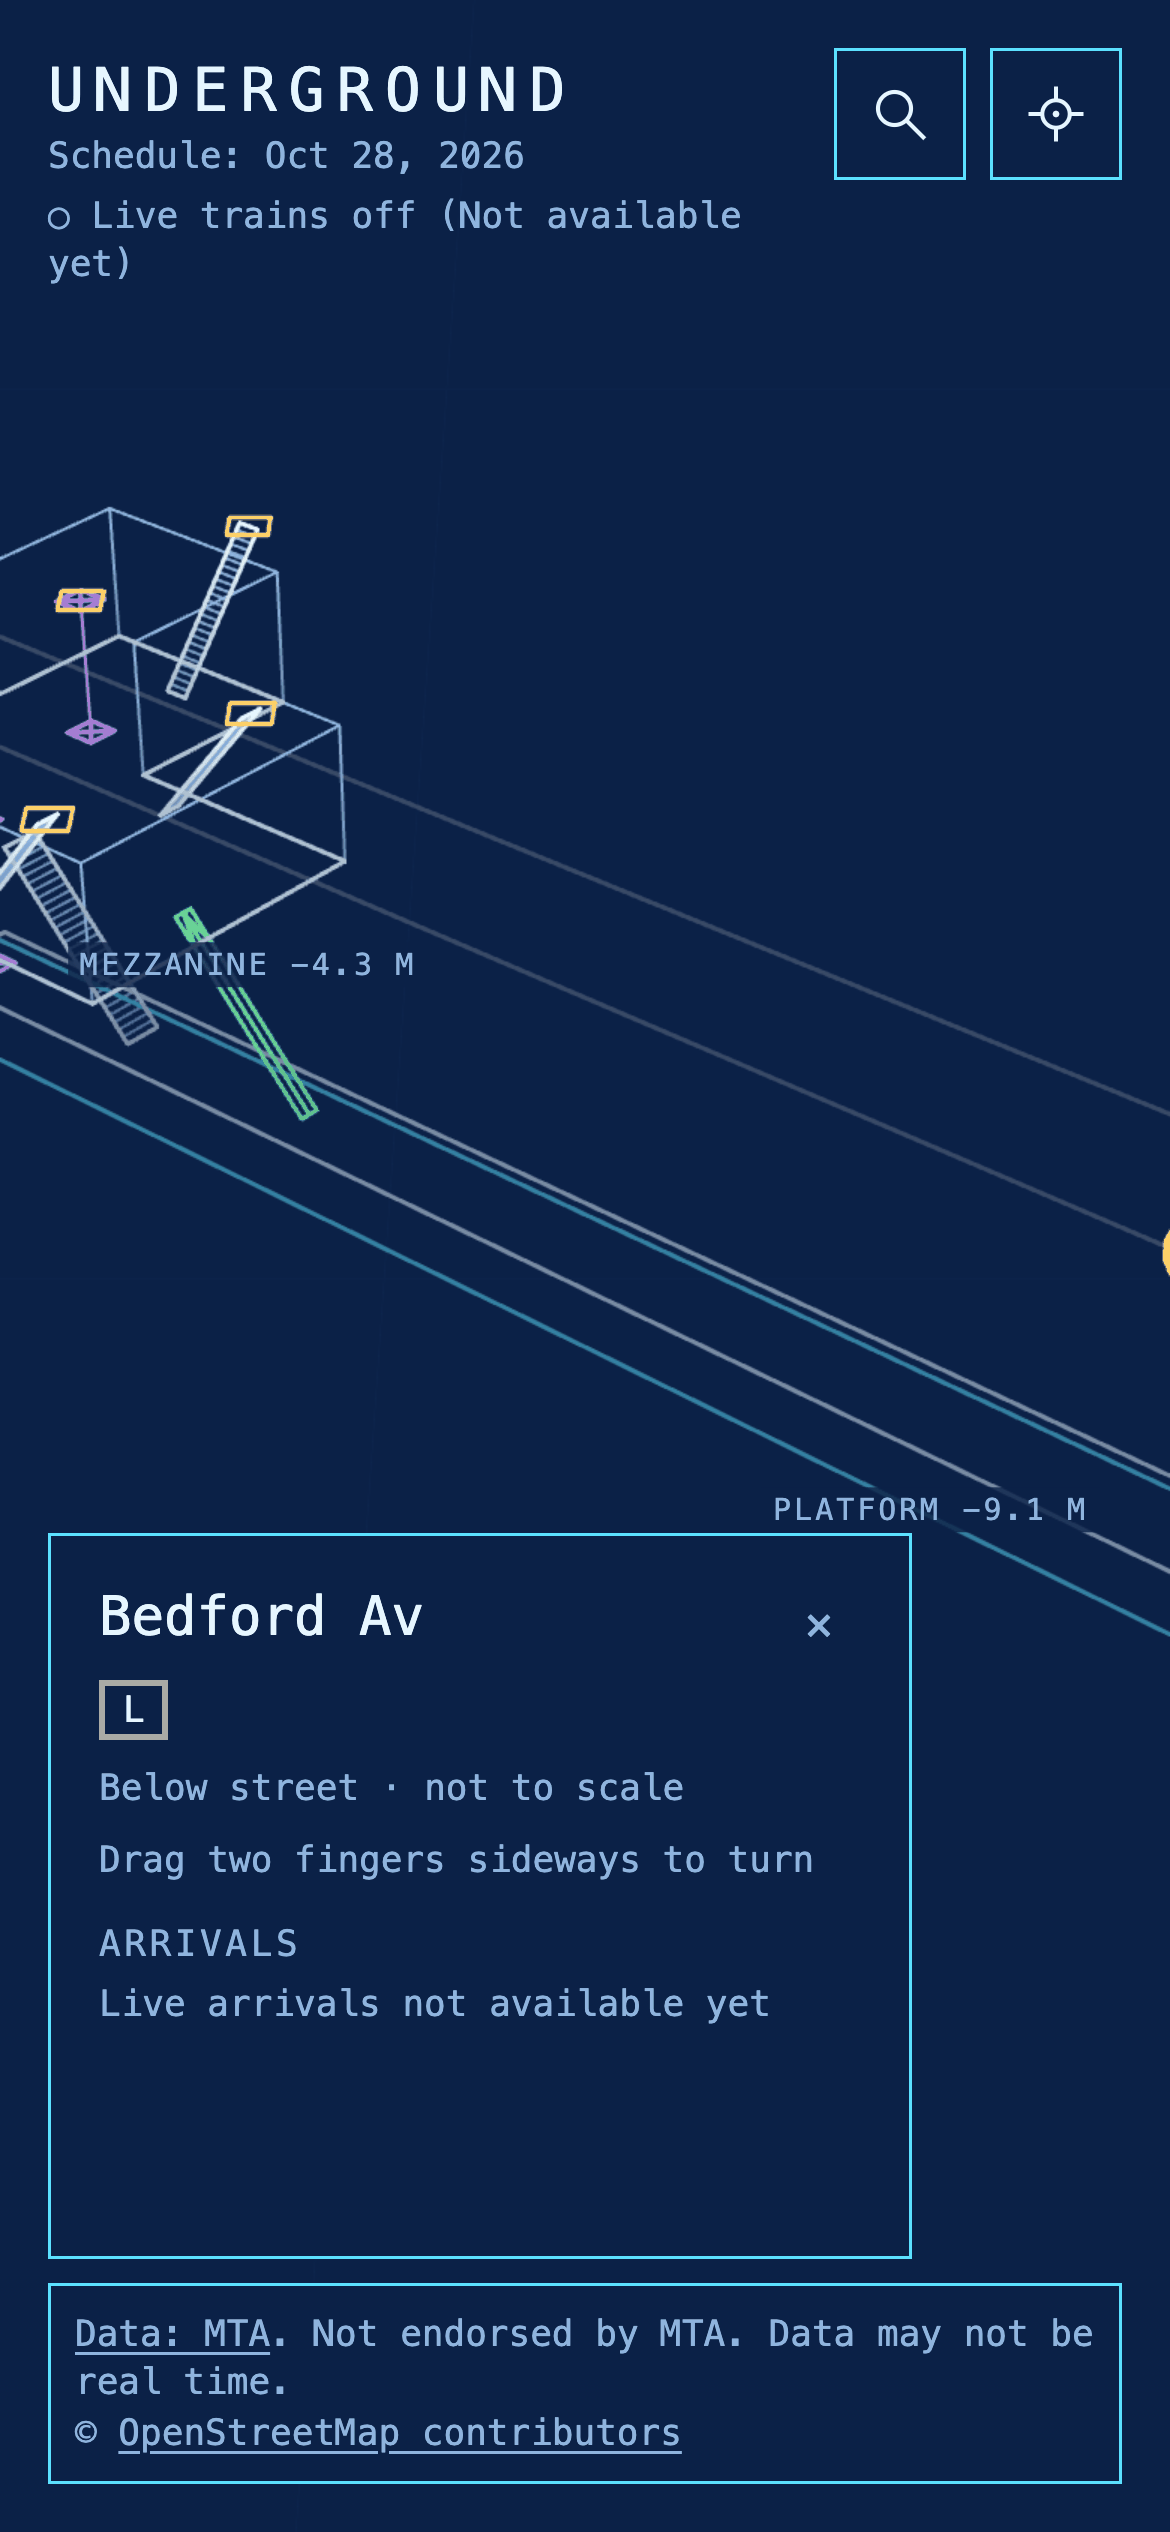 UNDERGROUND
Schedule: Oct 28, 2026
○ Live trains off (Not available
yet)
MEZZANINE −4.3 M
PLATFORM −9.1 M
Bedford Av
×
L
Below street · not to scale
Drag two fingers sideways to turn
ARRIVALS
Live arrivals not available yet
Data: MTA. Not endorsed by MTA. Data may not be
real time.
© OpenStreetMap contributors